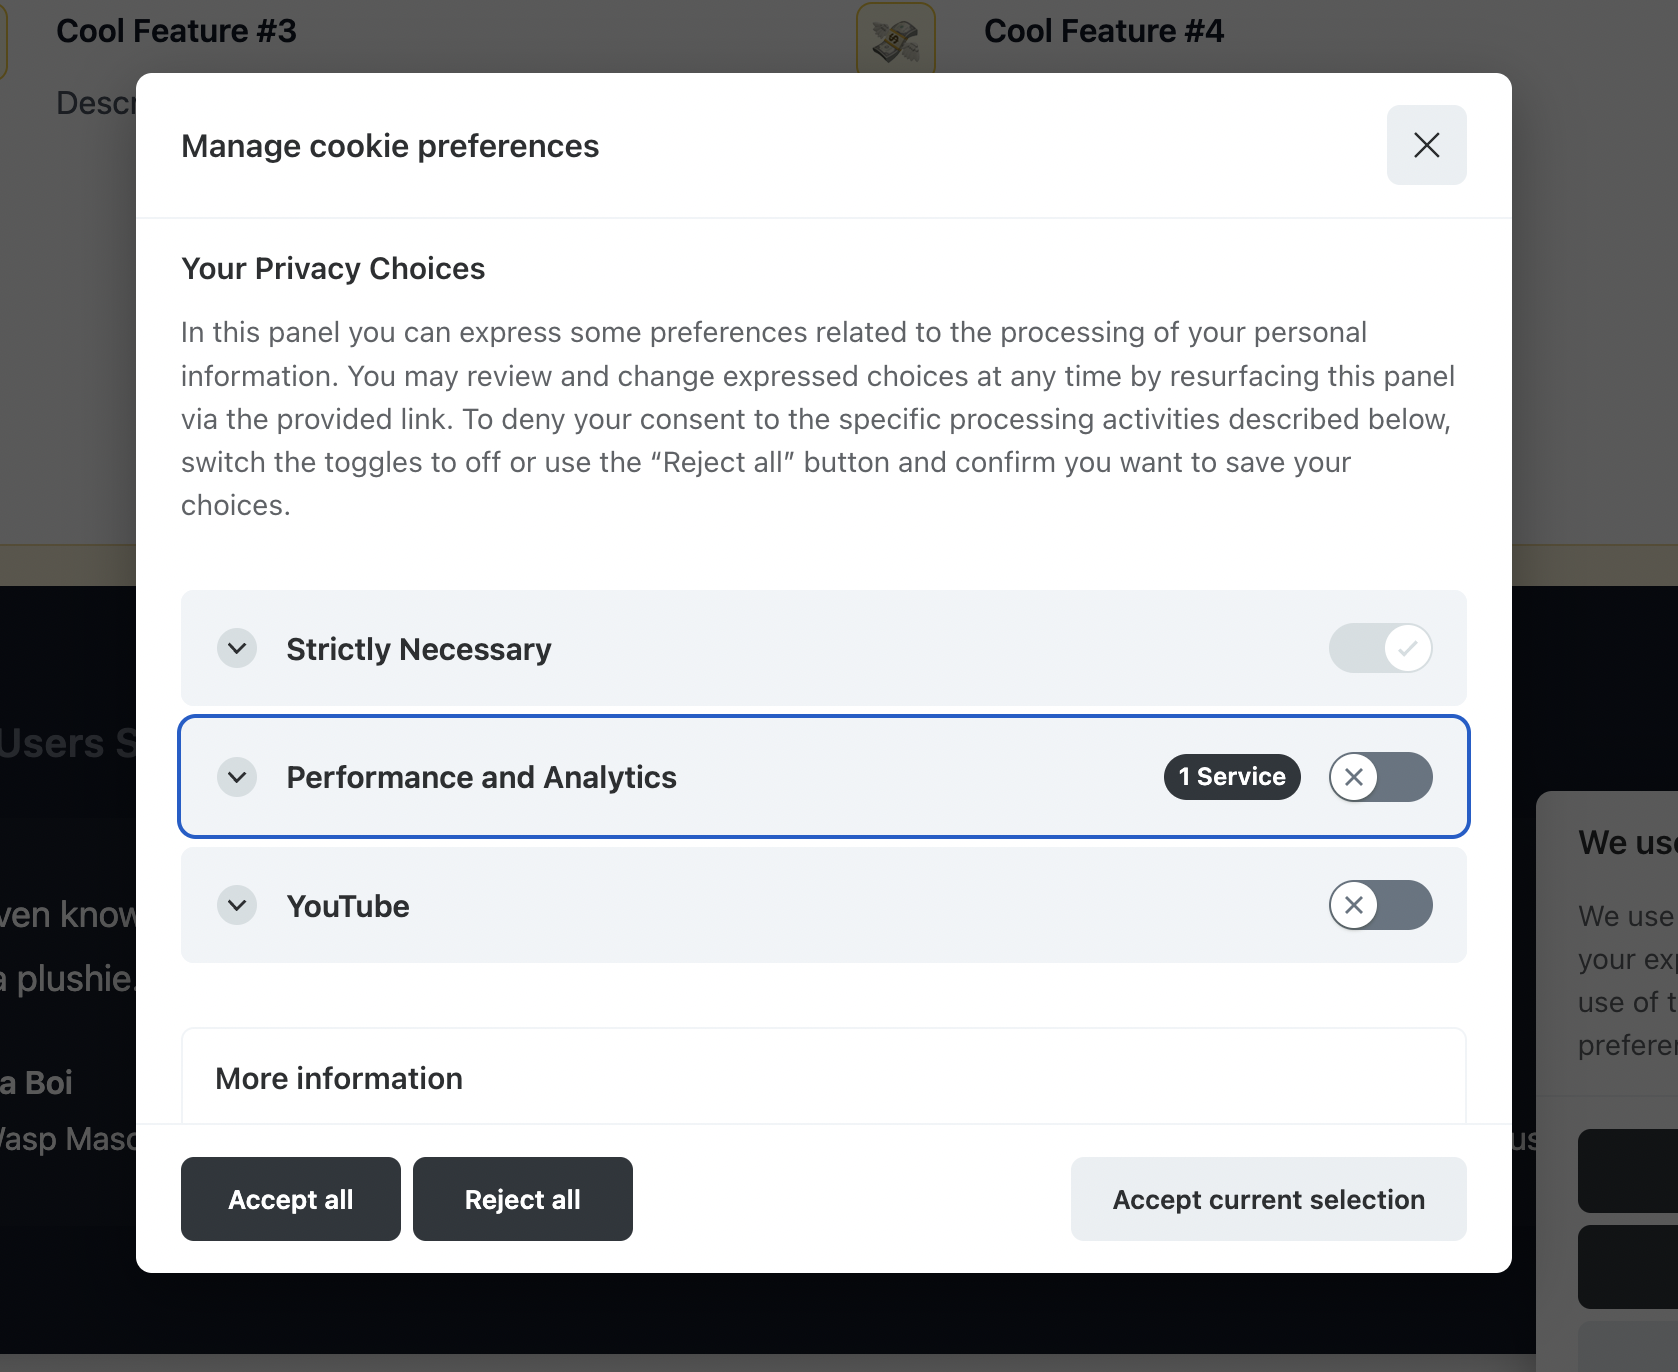 Cool Feature #3
Cool Feature #4
Descr
Manage cookie preferences
Your Privacy Choices
In this panel you can express some preferences related to the processing of your personal
information. You may review and change expressed choices at any time by resurfacing this panel
via the provided link. To deny your consent to the specific processing activities described below,
switch the toggles to off or use the “Reject all” button and confirm you want to save your
choices.
Strictly Necessary
Performance and Analytics
1 Service
YouTube
More information
Accept all
Reject all
Accept current selection
Users S
ven know
a plushie.
a Boi
Wasp Masc
us
We use
We use
your exp
use of t
prefere